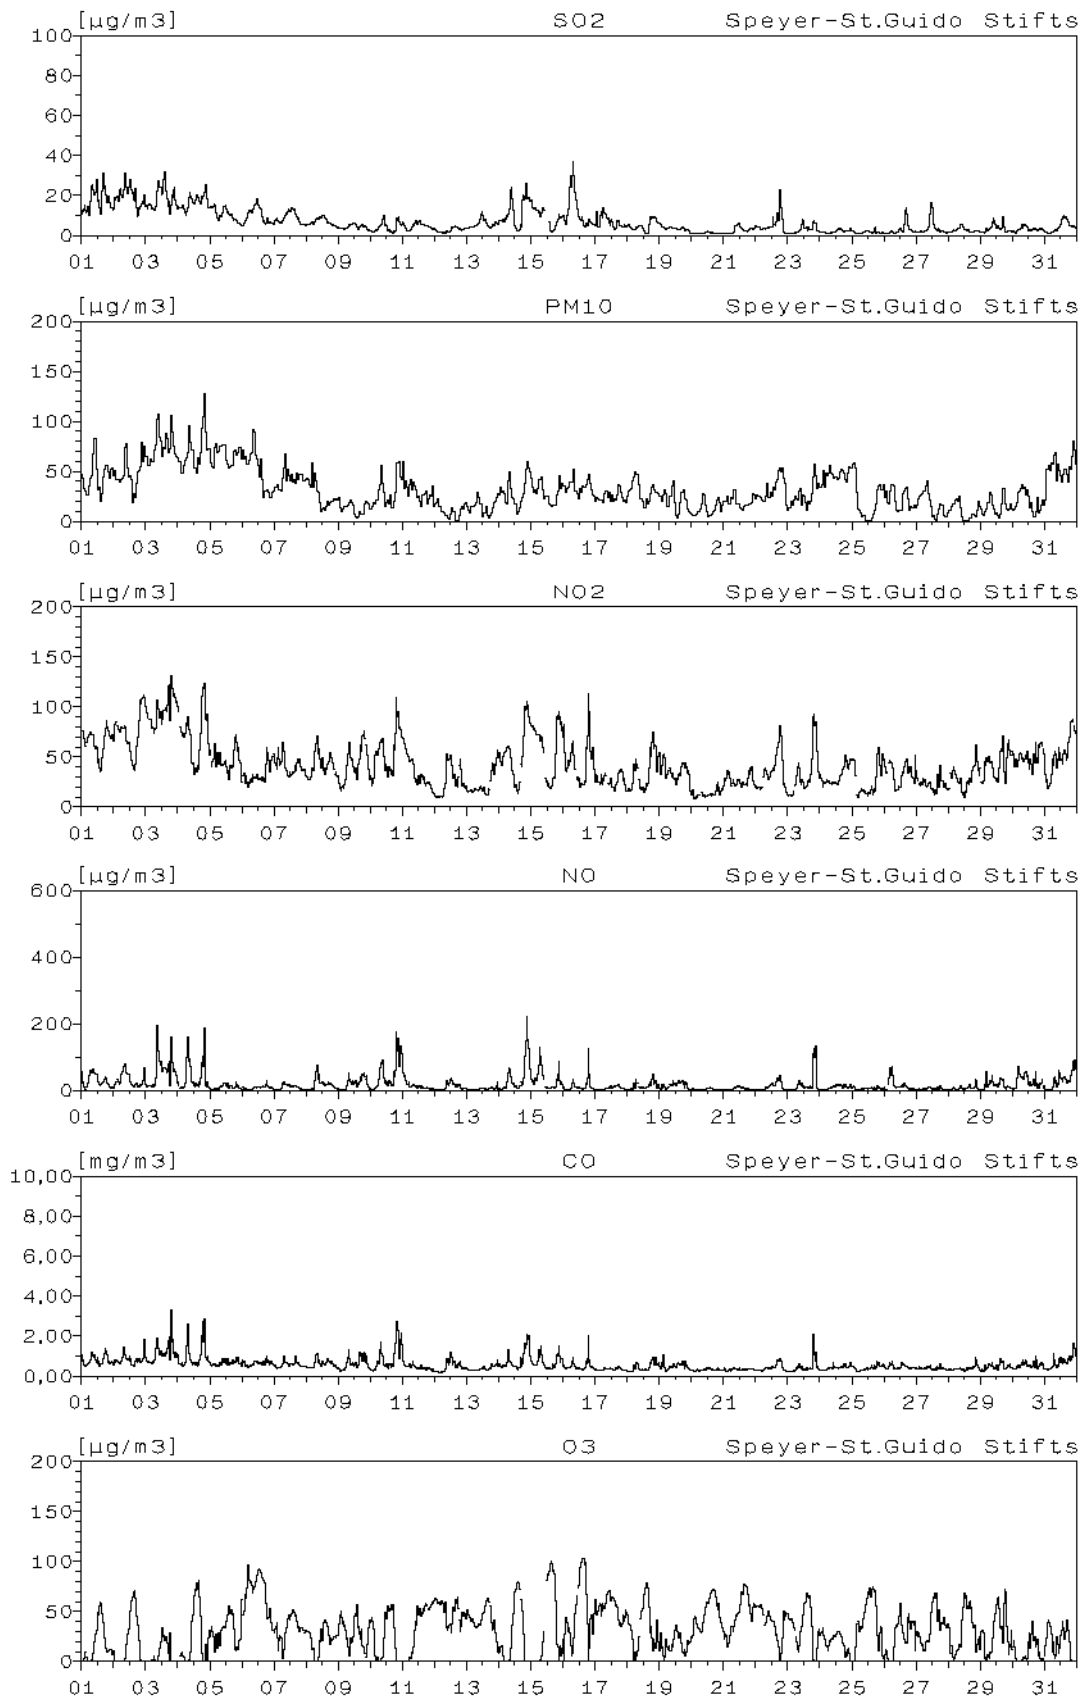 [µg/m3] SO2 Speyer-St.Guido Stifts
100
80
60
40
20
0
01 03 05 07 09 11 13 15 17 19 21 23 25 27 29 31
[µg/m3] PM10 Speyer-St.Guido Stifts
200
150
100
50
0
01 03 05 07 09 11 13 15 17 19 21 23 25 27 29 31
[µg/m3] NO2 Speyer-St.Guido Stifts
200
150
100
50
0
01 03 05 07 09 11 13 15 17 19 21 23 25 27 29 31
[µg/m3] NO Speyer-St.Guido Stifts
600
400
200
0
01 03 05 07 09 11 13 15 17 19 21 23 25 27 29 31
[mg/m3] CO Speyer-St.Guido Stifts
10,00
8,00
6,00
4,00
2,00
0,00
01 03 05 07 09 11 13 15 17 19 21 23 25 27 29 31
[µg/m3] O3 Speyer-St.Guido Stifts
200
150
100
50
0
01 03 05 07 09 11 13 15 17 19 21 23 25 27 29 31